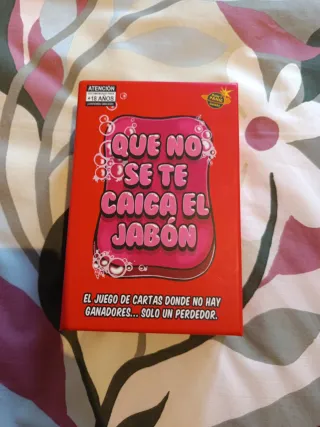 ATENCIÓN
+18 AÑOS
¡QUE NO
SE TE
CAIGA EL
JABÓN
EL JUEGO DE CARTAS DONDE NO HAY
GANADORES... SOLO UN PERDEDOR.